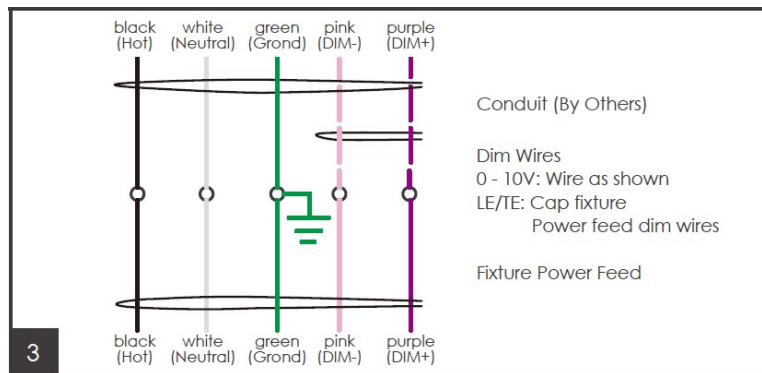 black white green pink purple
(Hot) (Neutral) (Grond) (DIM-) (DIM+)
Conduit (By Others)
Dim Wires
0 - 10V: Wire as shown
LE/TE: Cap fixture
Power feed dim wires
Fixture Power Feed
black white green pink purple
(Hot) (Neutral) (Grond) (DIM-) (DIM+)
3